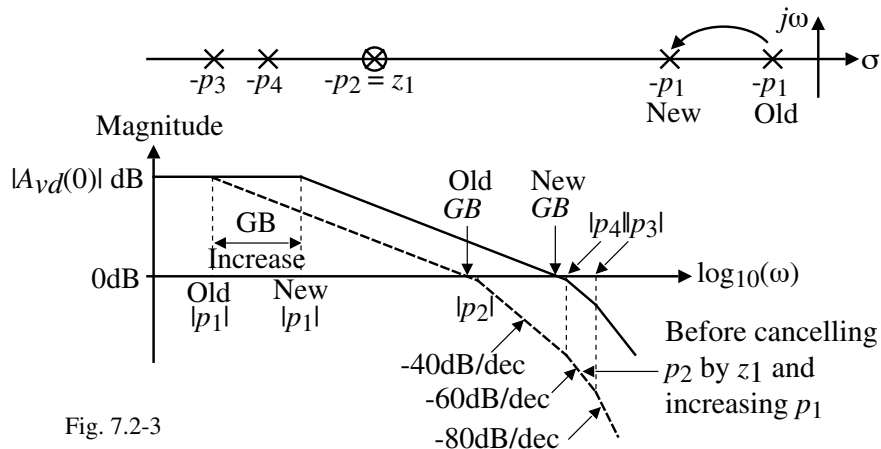 jω
σ
-p3 -p4 -p2 = z1 -p1 -p1
New Old
Magnitude
|Avd(0)| dB
Old
GB
New
GB
|p4||p3|
GB
Increase
0dB
log10(ω)
Old
|p1|
New
|p1|
|p2|
Before cancelling
p2 by z1 and
increasing p1
-40dB/dec
-60dB/dec
-80dB/dec
Fig. 7.2-3